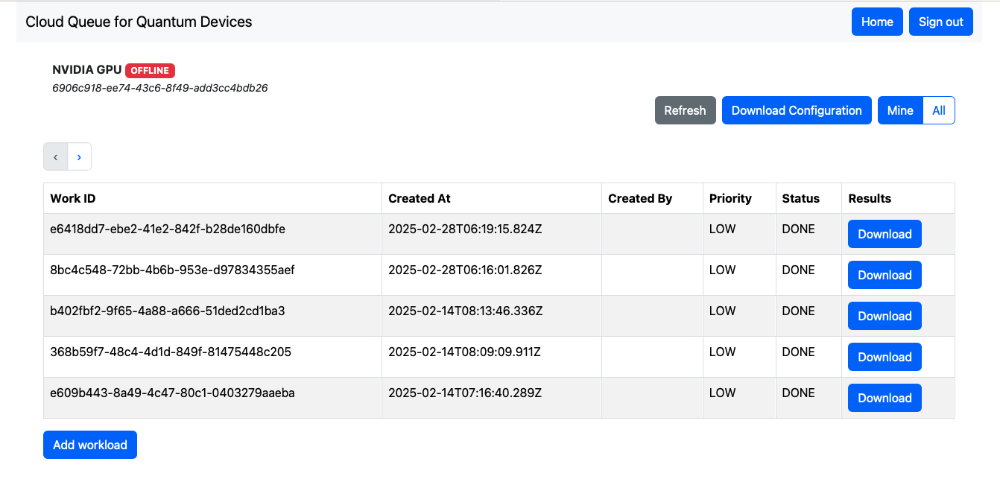 Cloud Queue for Quantum Devices Home Sign out
NVIDIA GPU OFFLINE
6906c918-ee74-43c6-8f49-add3cc4bdb26
Refresh Download Configuration Mine All
‹ ›
Work ID Created At Created By Priority Status Results
e6418dd7-ebe2-41e2-842f-b28de160dbfe 2025-02-28T06:19:15.824Z LOW DONE Download
8bc4c548-72bb-4b6b-953e-d97834355aef 2025-02-28T06:16:01.826Z LOW DONE Download
b402fbf2-9f65-4a88-a666-51ded2cd1ba3 2025-02-14T08:13:46.336Z LOW DONE Download
368b59f7-48c4-4d1d-849f-81475448c205 2025-02-14T08:09:09.911Z LOW DONE Download
e609b443-8a49-4c47-80c1-0403279aaeba 2025-02-14T07:16:40.289Z LOW DONE Download
Add workload